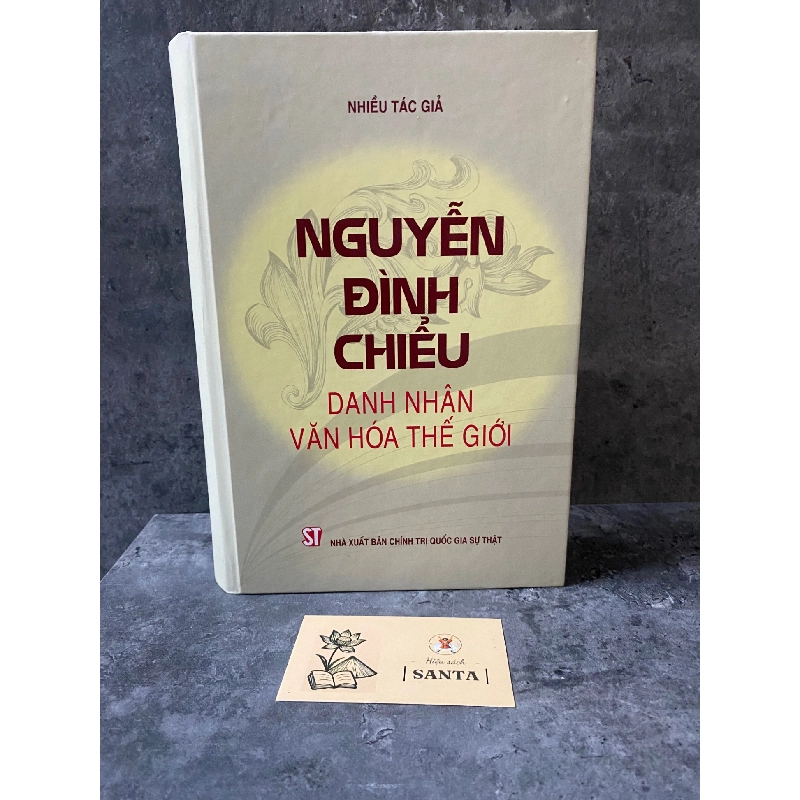 NHIỀU TÁC GIẢ
NGUYỄN
ĐÌNH
CHIỂU
DANH NHÂN
VĂN HÓA THẾ GIỚI
ST NHÀ XUẤT BẢN CHÍNH TRỊ QUỐC GIA SỰ THẬT
Hiệu sách
SANTA